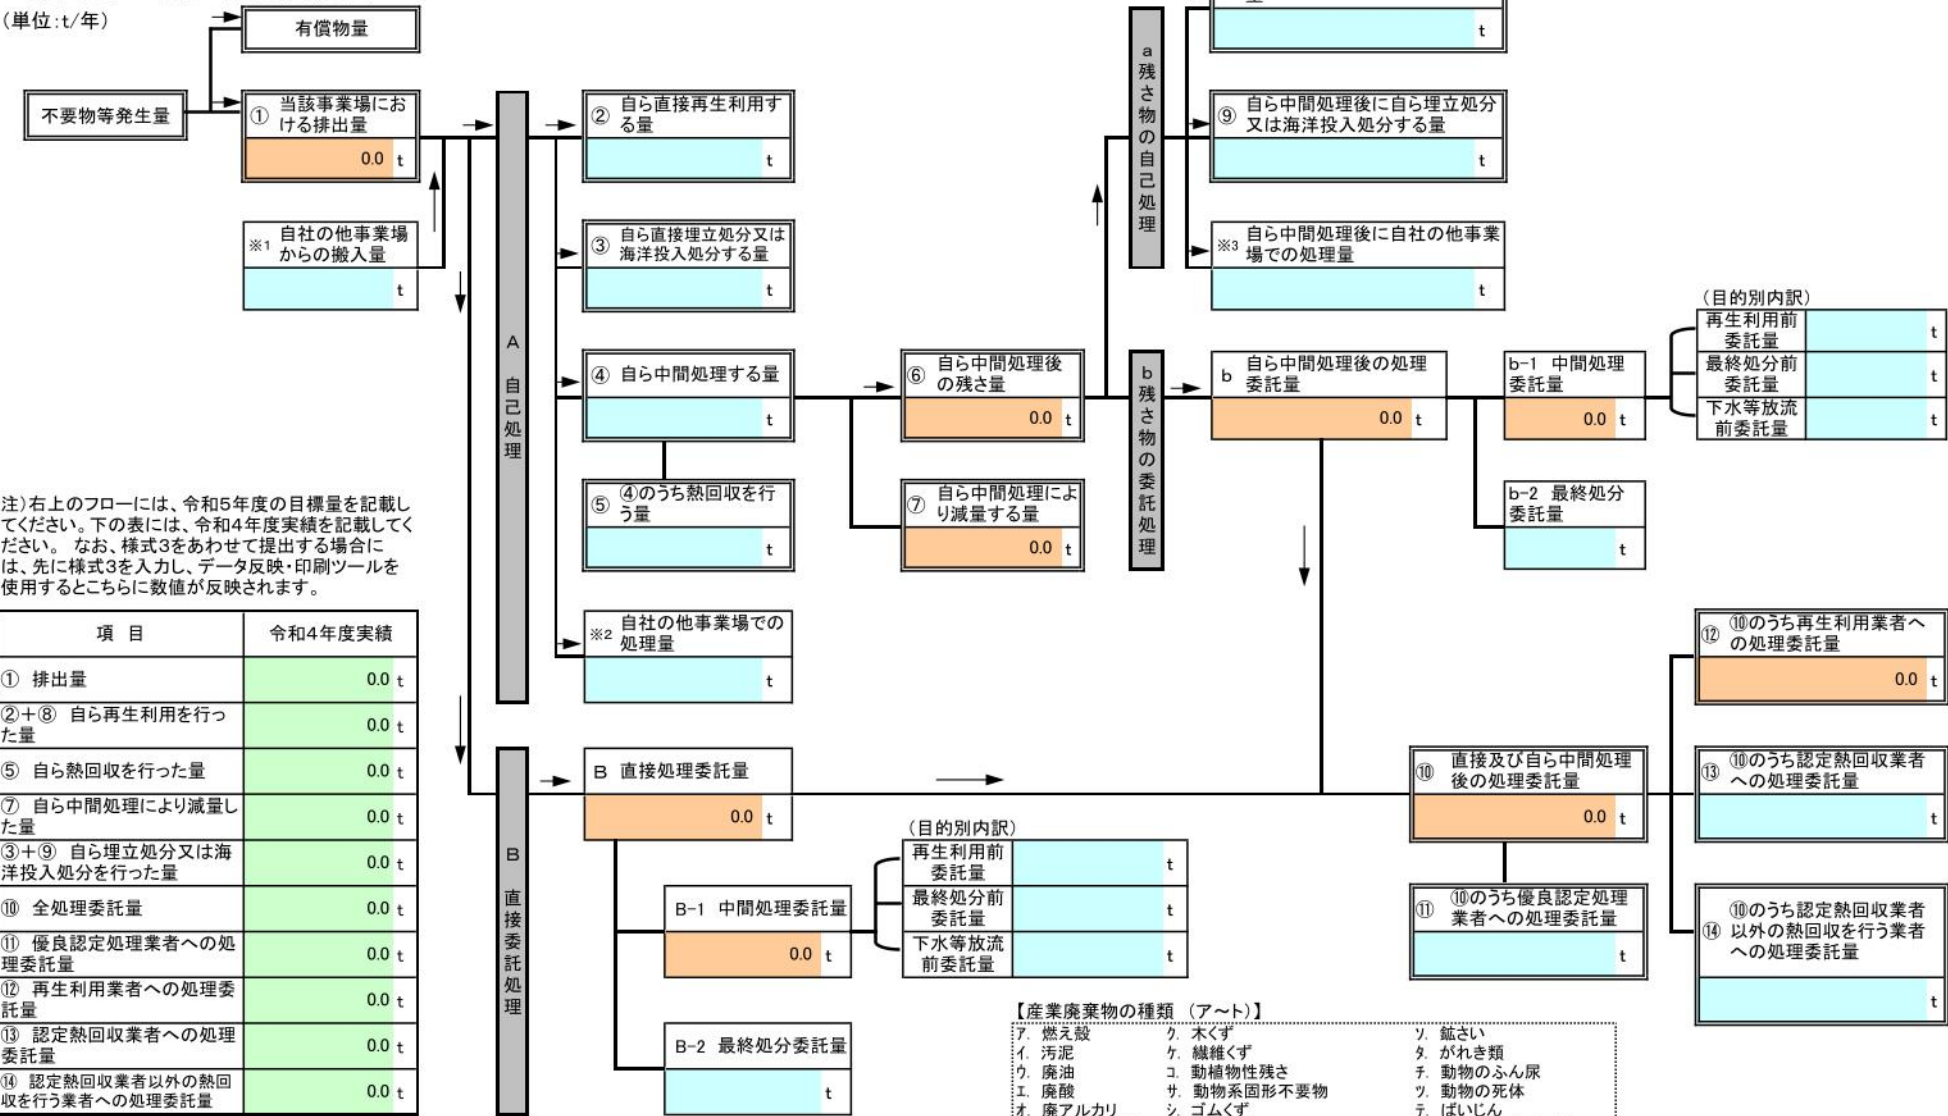 (単位:t/年)
有償物量
不要物等発生量
① 当該事業場にお
ける排出量
0.0 t
※1 自社の他事業場
からの搬入量
t
A 自己処理
② 自ら直接再生利用す
る量
t
③ 自ら直接埋立処分又は
海洋投入処分する量
t
④ 自ら中間処理する量
t
⑤ ④のうち熱回収を行
う量
t
※2 自社の他事業場での
処理量
t
⑥ 自ら中間処理後
の残さ量
0.0 t
⑦ 自ら中間処理によ
り減量する量
0.0 t
a 残さ物の自己処理
t
⑨ 自ら中間処理後に自ら埋立処分
又は海洋投入処分する量
t
※3 自ら中間処理後に自社の他事業
場での処理量
t
b 残さ物の委託処理
b 自ら中間処理後の処理
委託量
0.0 t
b-1 中間処理
委託量
0.0 t
(目的別内訳)
再生利用前
委託量
t
最終処分前
委託量
t
下水等放流
前委託量
t
b-2 最終処分
委託量
t
注)右上のフローには、令和5年度の目標量を記載し
てください。下の表には、令和4年度実績を記載してく
ださい。 なお、様式3をあわせて提出する場合に
は、先に様式3を入力し、データ反映・印刷ツールを
使用するとこちらに数値が反映されます。
項 目 令和4年度実績
① 排出量 0.0 t
②+⑧ 自ら再生利用を行っ
た量 0.0 t
⑤ 自ら熱回収を行った量 0.0 t
⑦ 自ら中間処理により減量し
た量 0.0 t
③+⑨ 自ら埋立処分又は海
洋投入処分を行った量 0.0 t
⑩ 全処理委託量 0.0 t
⑪ 優良認定処理業者への処
理委託量 0.0 t
⑫ 再生利用業者への処理委
託量 0.0 t
⑬ 認定熱回収業者への処理
委託量 0.0 t
⑭ 認定熱回収業者以外の熱回
収を行う業者への処理委託量 0.0 t
B 直接委託処理
B 直接処理委託量
0.0 t
B-1 中間処理委託量
0.0 t
(目的別内訳)
再生利用前
委託量
t
最終処分前
委託量
t
下水等放流
前委託量
t
B-2 最終処分委託量
t
⑩ 直接及び自ら中間処理
後の処理委託量
0.0 t
⑪ ⑩のうち優良認定処理
業者への処理委託量
t
⑫ ⑩のうち再生利用業者へ
の処理委託量
0.0 t
⑬ ⑩のうち認定熱回収業者
への処理委託量
t
⑭ ⑩のうち認定熱回収業者
以外の熱回収を行う業者
への処理委託量
t
【産業廃棄物の種類 (ア~ト)】
ア. 燃え殻 ク. 木くず ソ. 鉱さい
イ. 汚泥 ケ. 繊維くず タ. がれき類
ウ. 廃油 コ. 動植物性残さ チ. 動物のふん尿
エ. 廃酸 サ. 動物系固形不要物 ツ. 動物の死体
オ. 廃アルカリ シ. ゴムくず テ. ばいじん